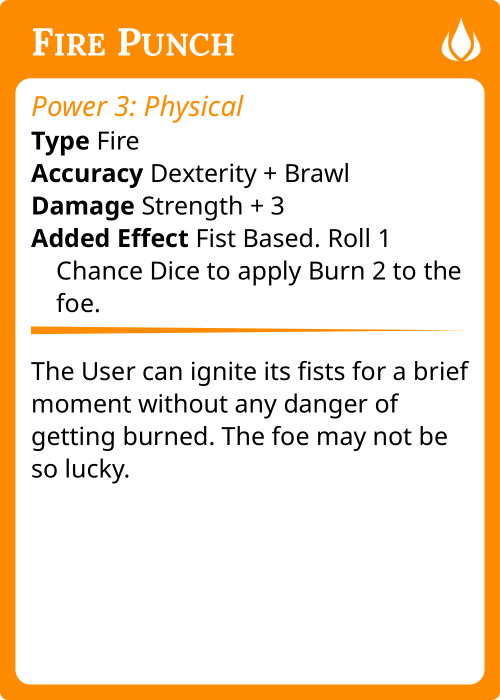 Fire Punch
Power 3: Physical
Type Fire
Accuracy Dexterity + Brawl
Damage Strength + 3
Added Effect Fist Based. Roll 1
Chance Dice to apply Burn 2 to the
foe.
The User can ignite its fists for a brief
moment without any danger of
getting burned. The foe may not be
so lucky.